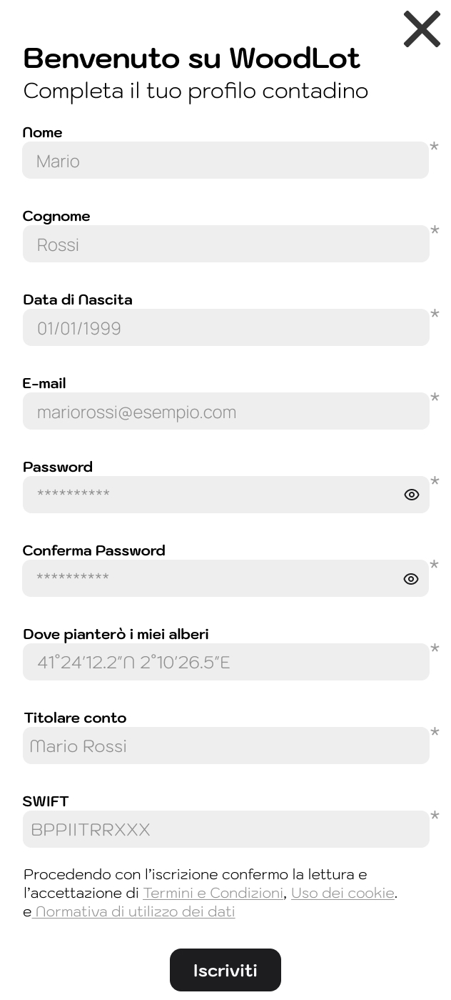 Benvenuto su WoodLot
Completa il tuo profilo contadino
Nome
Mario
*
Cognome
Rossi
*
Data di Nascita
01/01/1999
*
E-mail
mariorossi@esempio.com
*
Password
**********
*
Conferma Password
**********
*
Dove pianterò i miei alberi
41°24'12.2"N 2°10'26.5"E
*
Titolare conto
Mario Rossi
*
SWIFT
BPPIITRRXXX
*
Procedendo con l'iscrizione confermo la lettura e
l'accettazione di Termini e Condizioni, Uso dei cookie.
e Normativa di utilizzo dei dati
Iscriviti